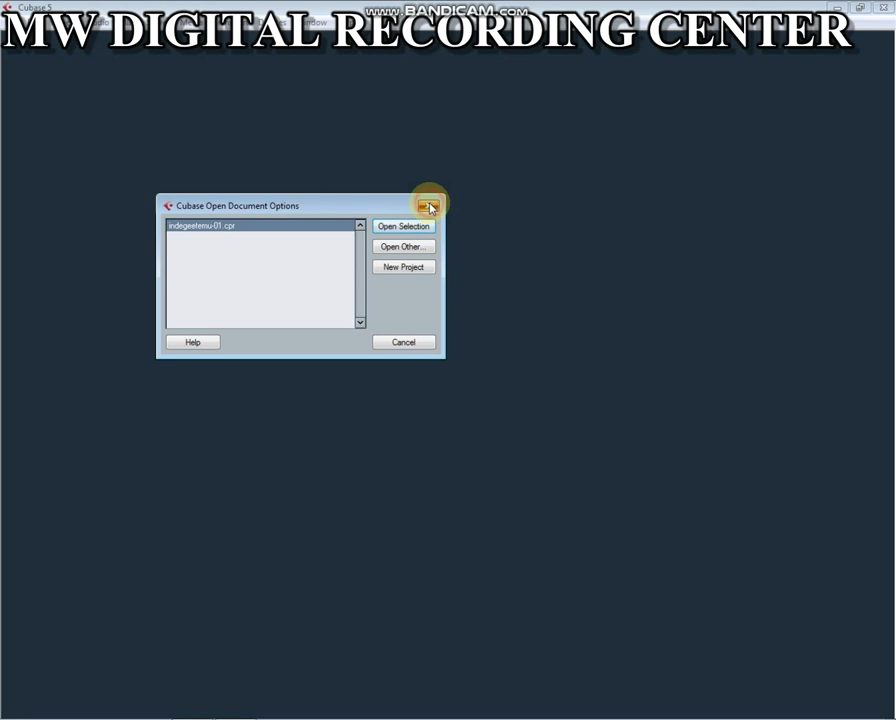 Cubase 5
www.BANDICAM.com
MW DIGITAL RECORDING CENTER
Cubase Open Document Options
indegeetemu-01.cpr
Open Selection
Open Other...
New Project
Help
Cancel